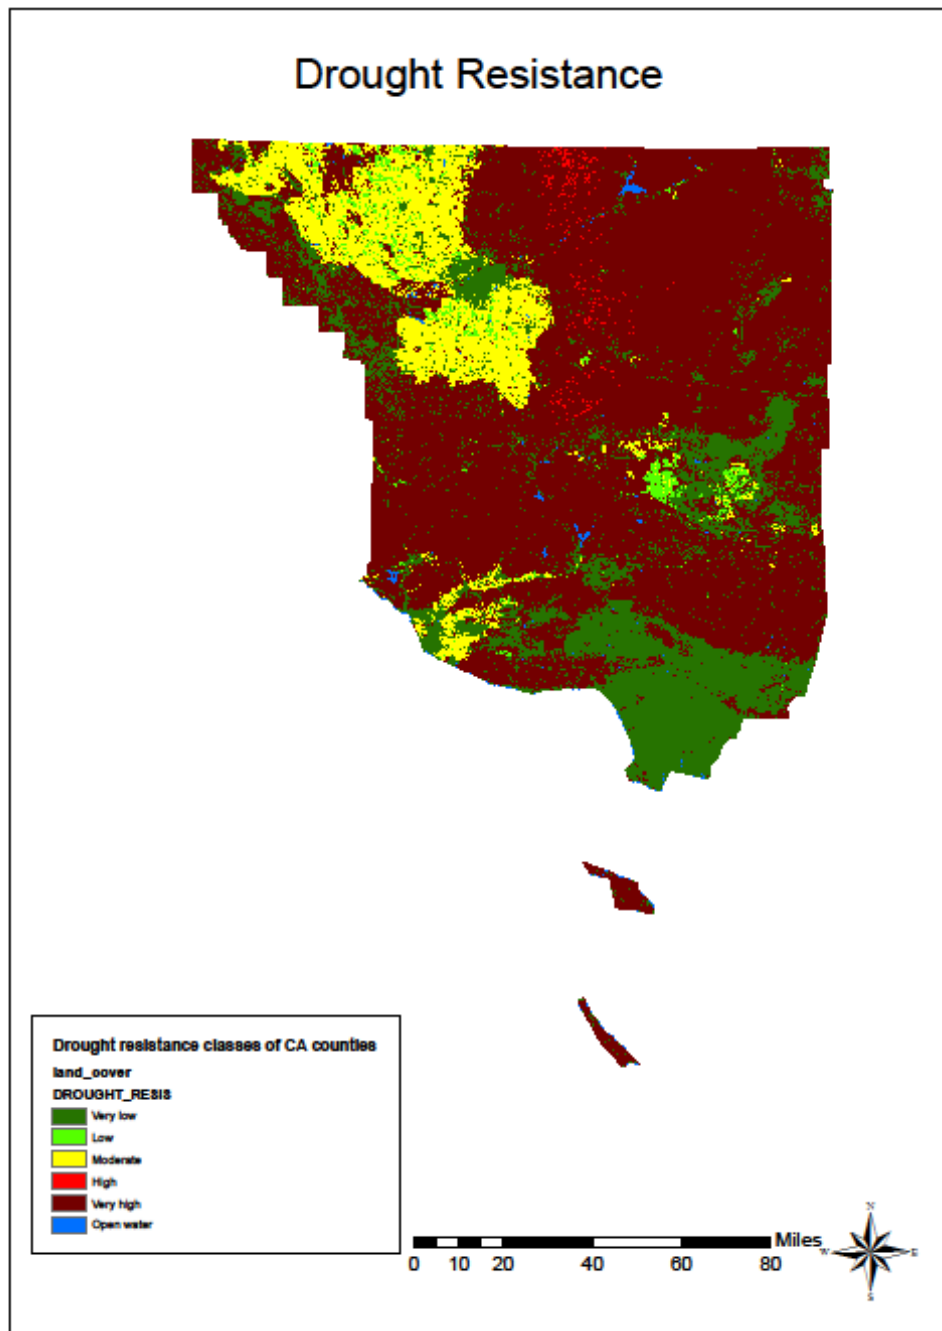 Drought Resistance
Drought resistance classes of CA counties
land_cover
DROUGHT_RESIS
Very low
Low
Moderate
High
Very high
Open water
Miles
0 10 20 40 60 80
N
W E
S